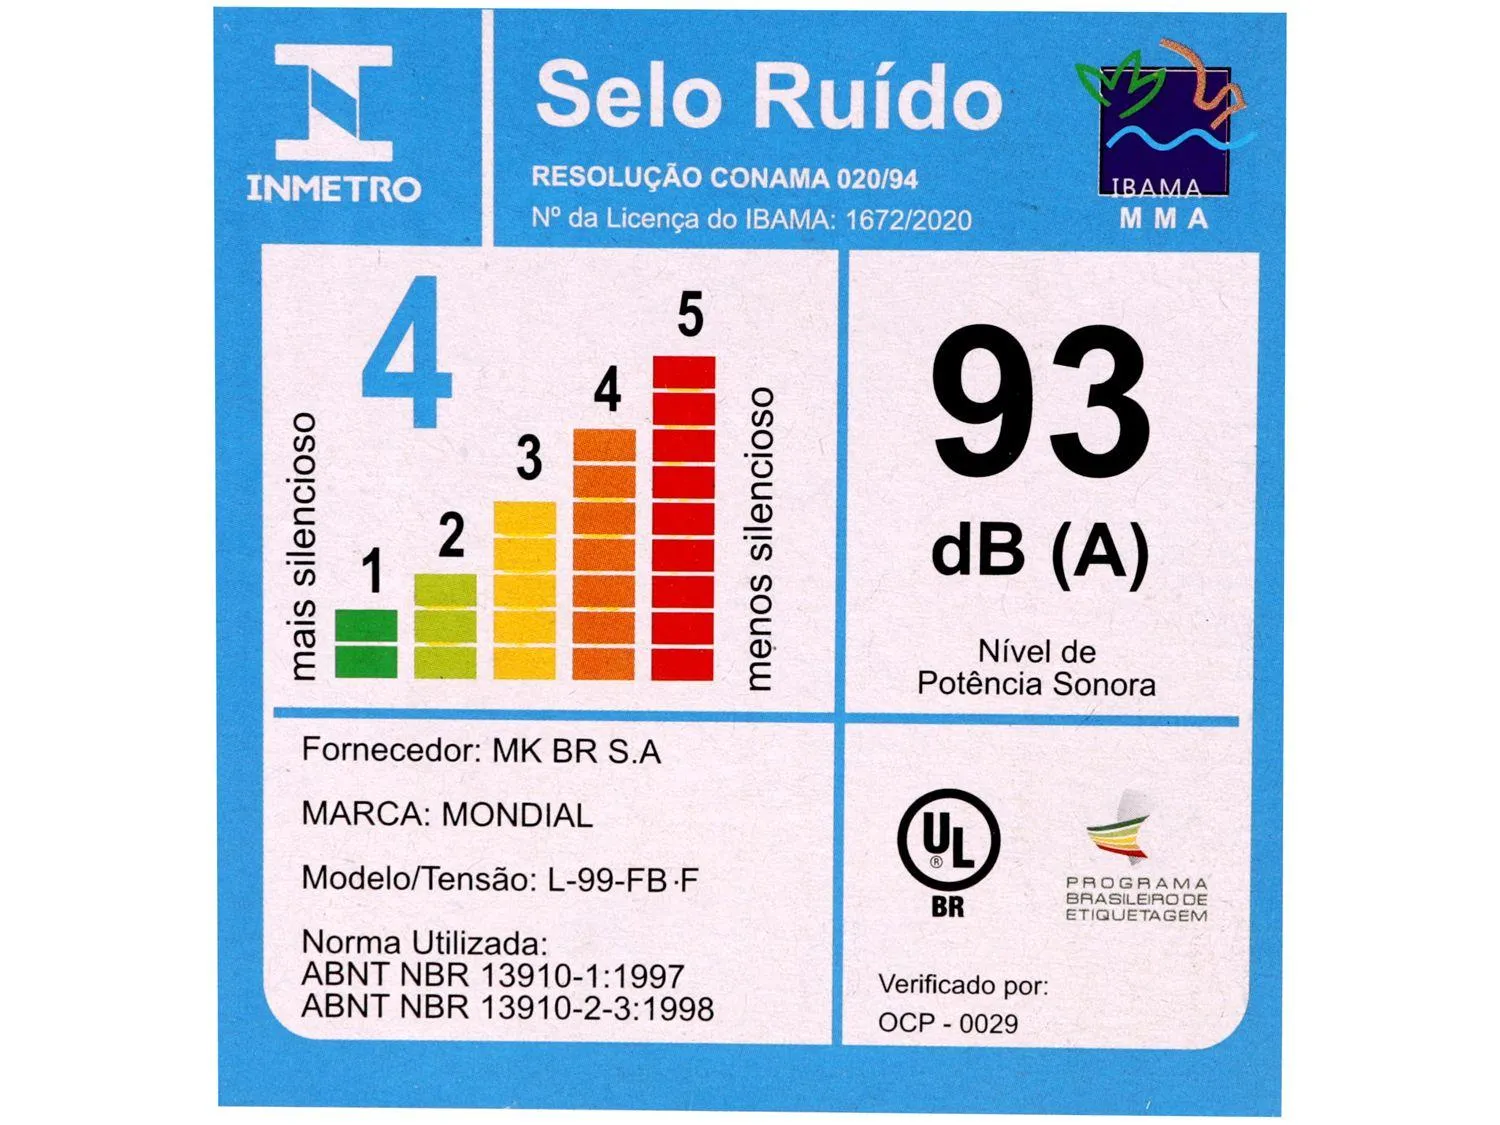 INMETRO
Selo Ruído
RESOLUÇÃO CONAMA 020/94
Nº da Licença do IBAMA: 1672/2020
IBAMA
MMA
4
mais silencioso
1
2
3
4
5
menos silencioso
93
dB (A)
Nível de
Potência Sonora
Fornecedor: MK BR S.A
MARCA: MONDIAL
Modelo/Tensão: L-99-FB-F
Norma Utilizada:
ABNT NBR 13910-1:1997
ABNT NBR 13910-2-3:1998
UL
®
BR
PROGRAMA
BRASILEIRO DE
ETIQUETAGEM
Verificado por:
OCP - 0029